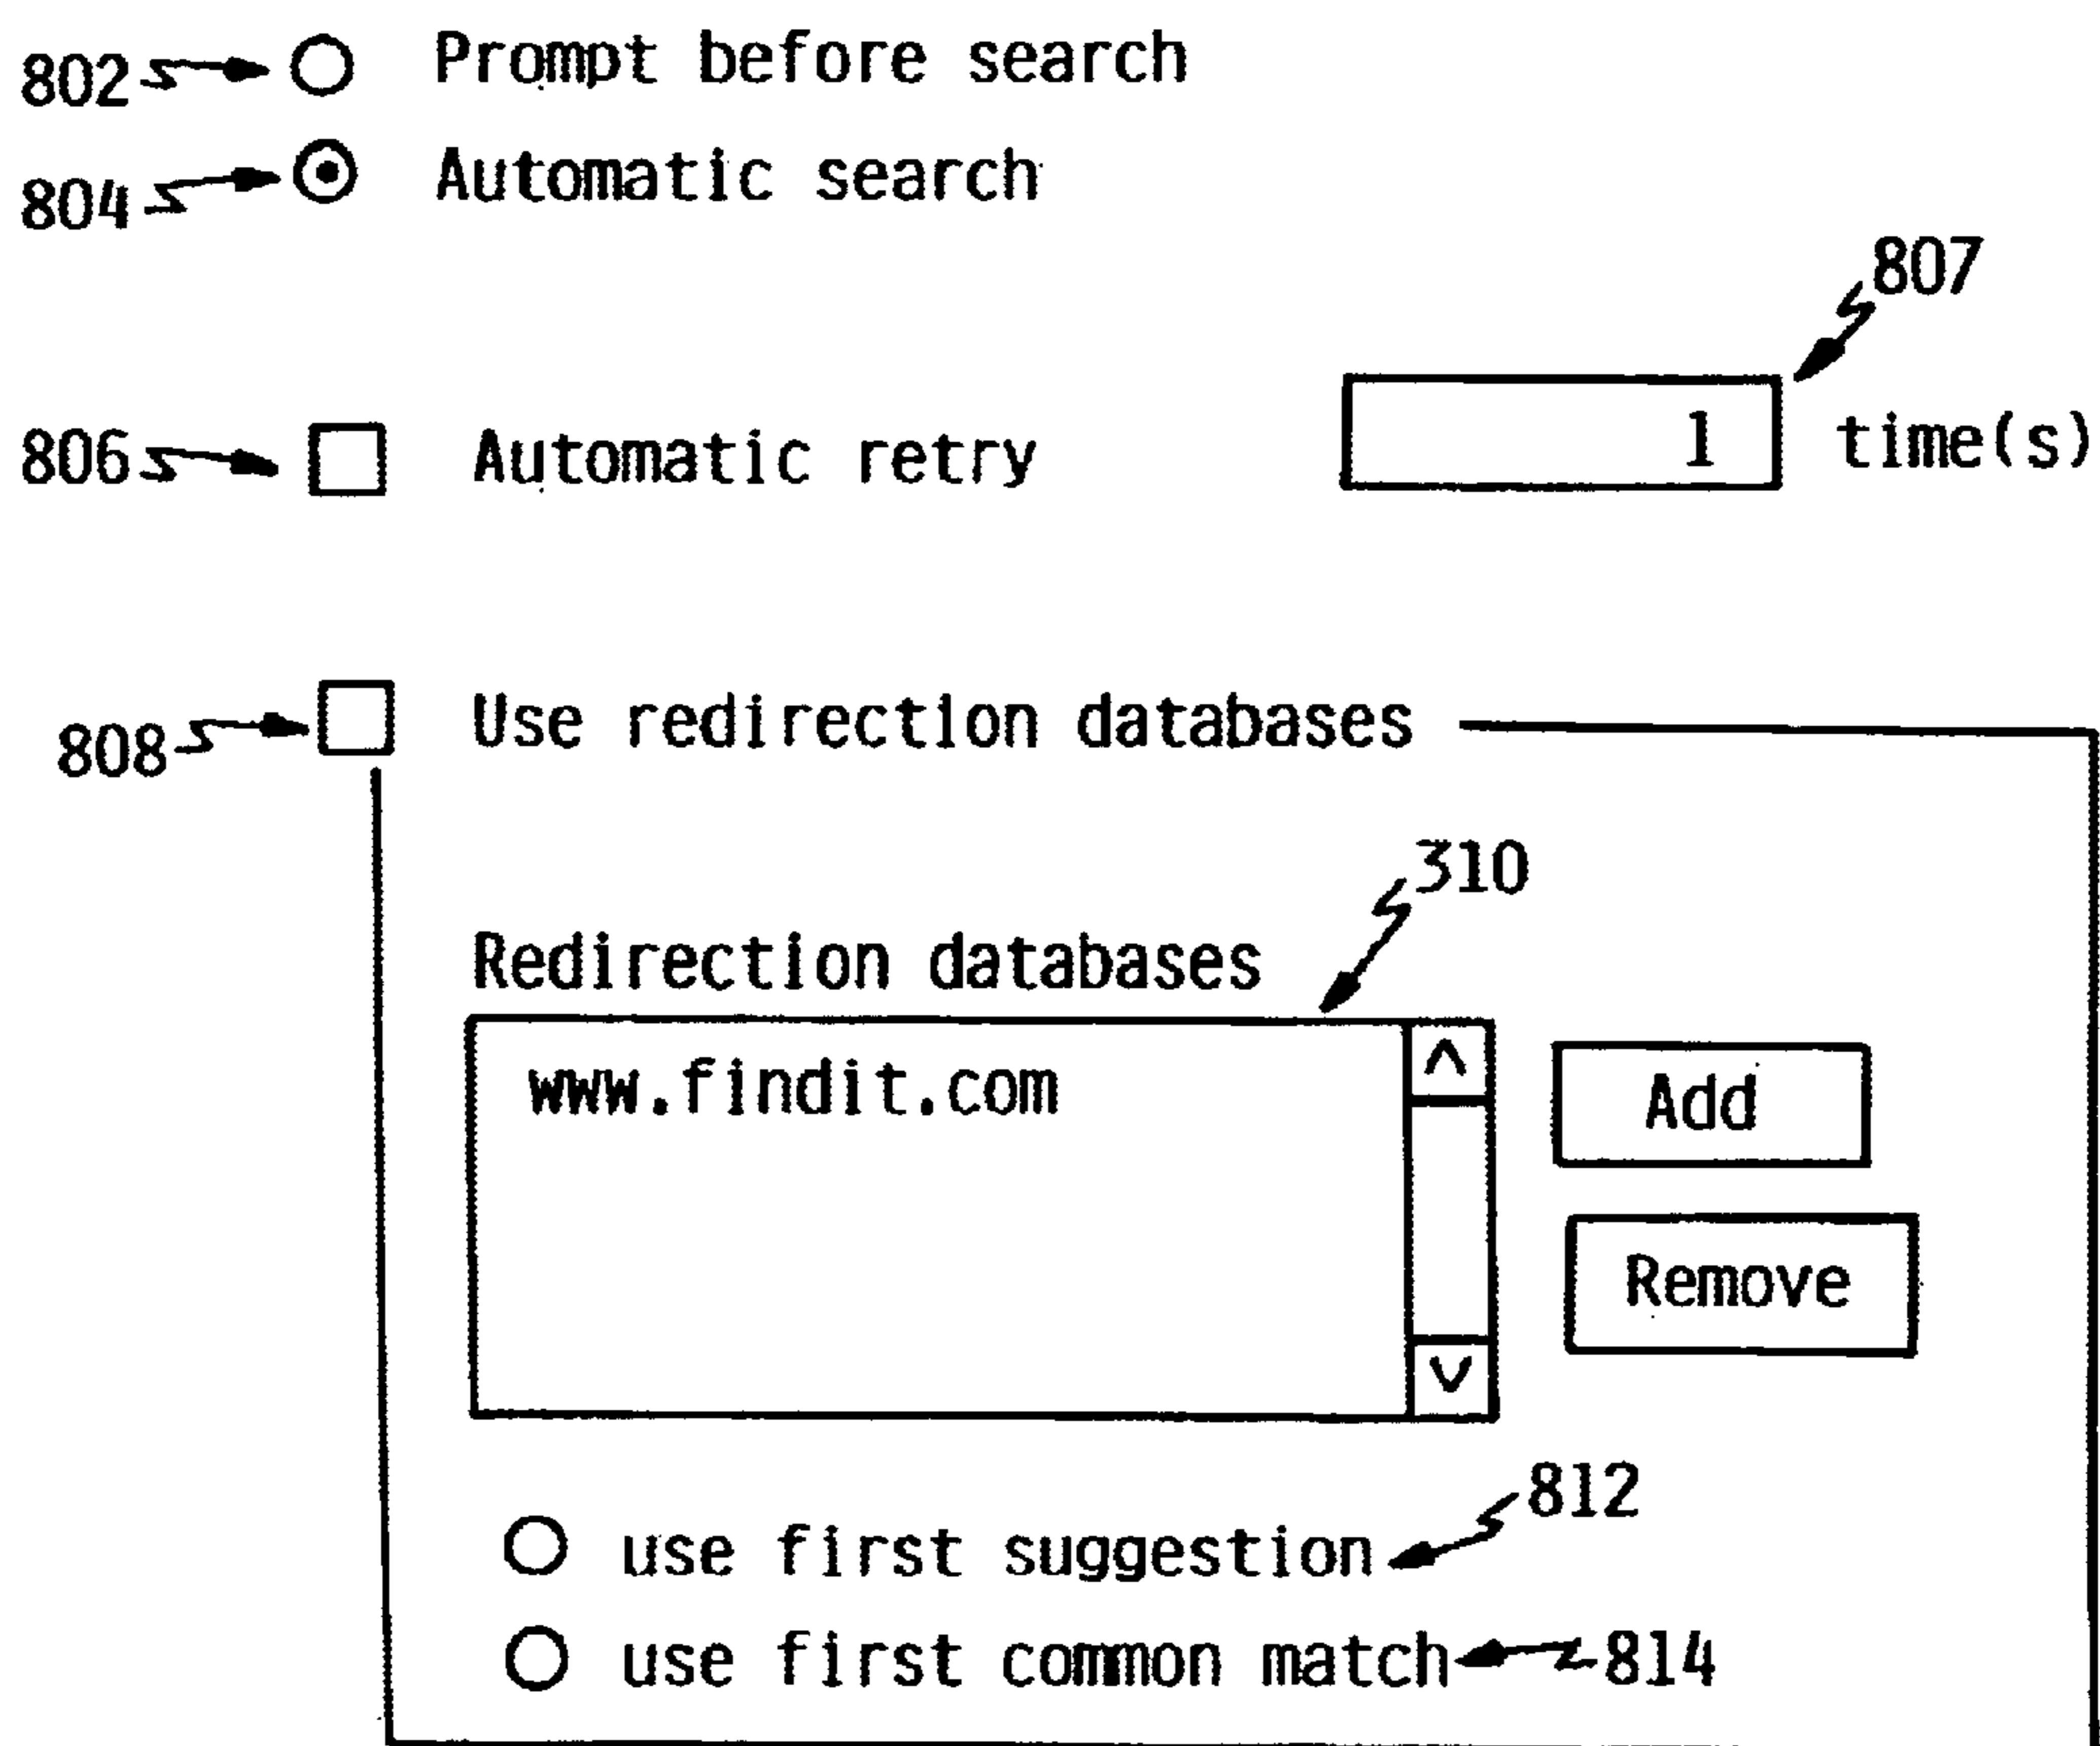 802 Prompt before search
804 Automatic search
807
806 Automatic retry 1 time(s)
808 Use redirection databases
310
Redirection databases
www.findit.com
Add
Remove
812
use first suggestion
use first common match 814